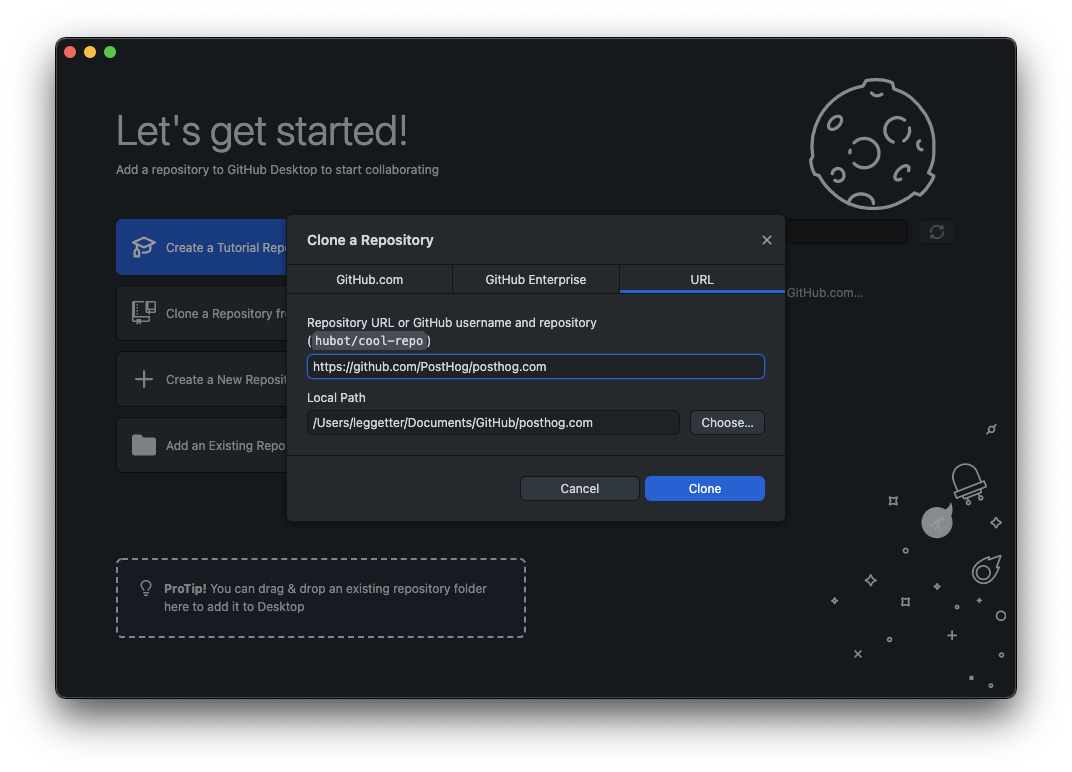 Let's get started!
Add a repository to GitHub Desktop to start collaborating
Create a Tutorial Repo
Clone a Repository
Create a New Reposit
Add an Existing Repo
GitHub.com...
Clone a Repository
GitHub.com
GitHub Enterprise
URL
Repository URL or GitHub username and repository
(hubot/cool-repo)
https://github.com/PostHog/posthog.com
Local Path
/Users/leggetter/Documents/GitHub/posthog.com
Choose...
Cancel
Clone
ProTip! You can drag & drop an existing repository folder
here to add it to Desktop